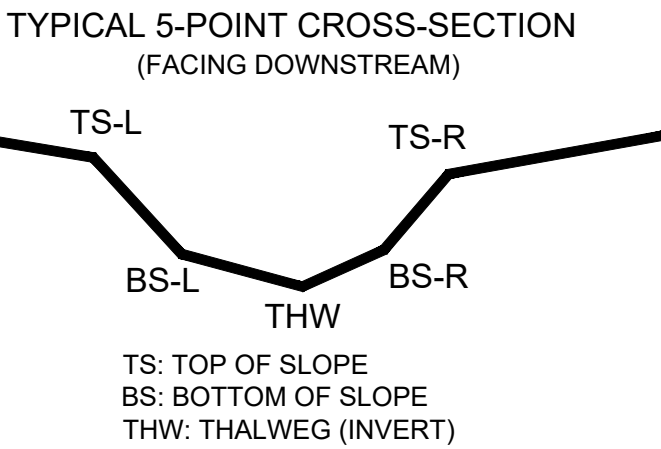 TYPICAL 5-POINT CROSS-SECTION
(FACING DOWNSTREAM)
TS-L
TS-R
BS-L
BS-R
THW
TS: TOP OF SLOPE
BS: BOTTOM OF SLOPE
THW: THALWEG (INVERT)